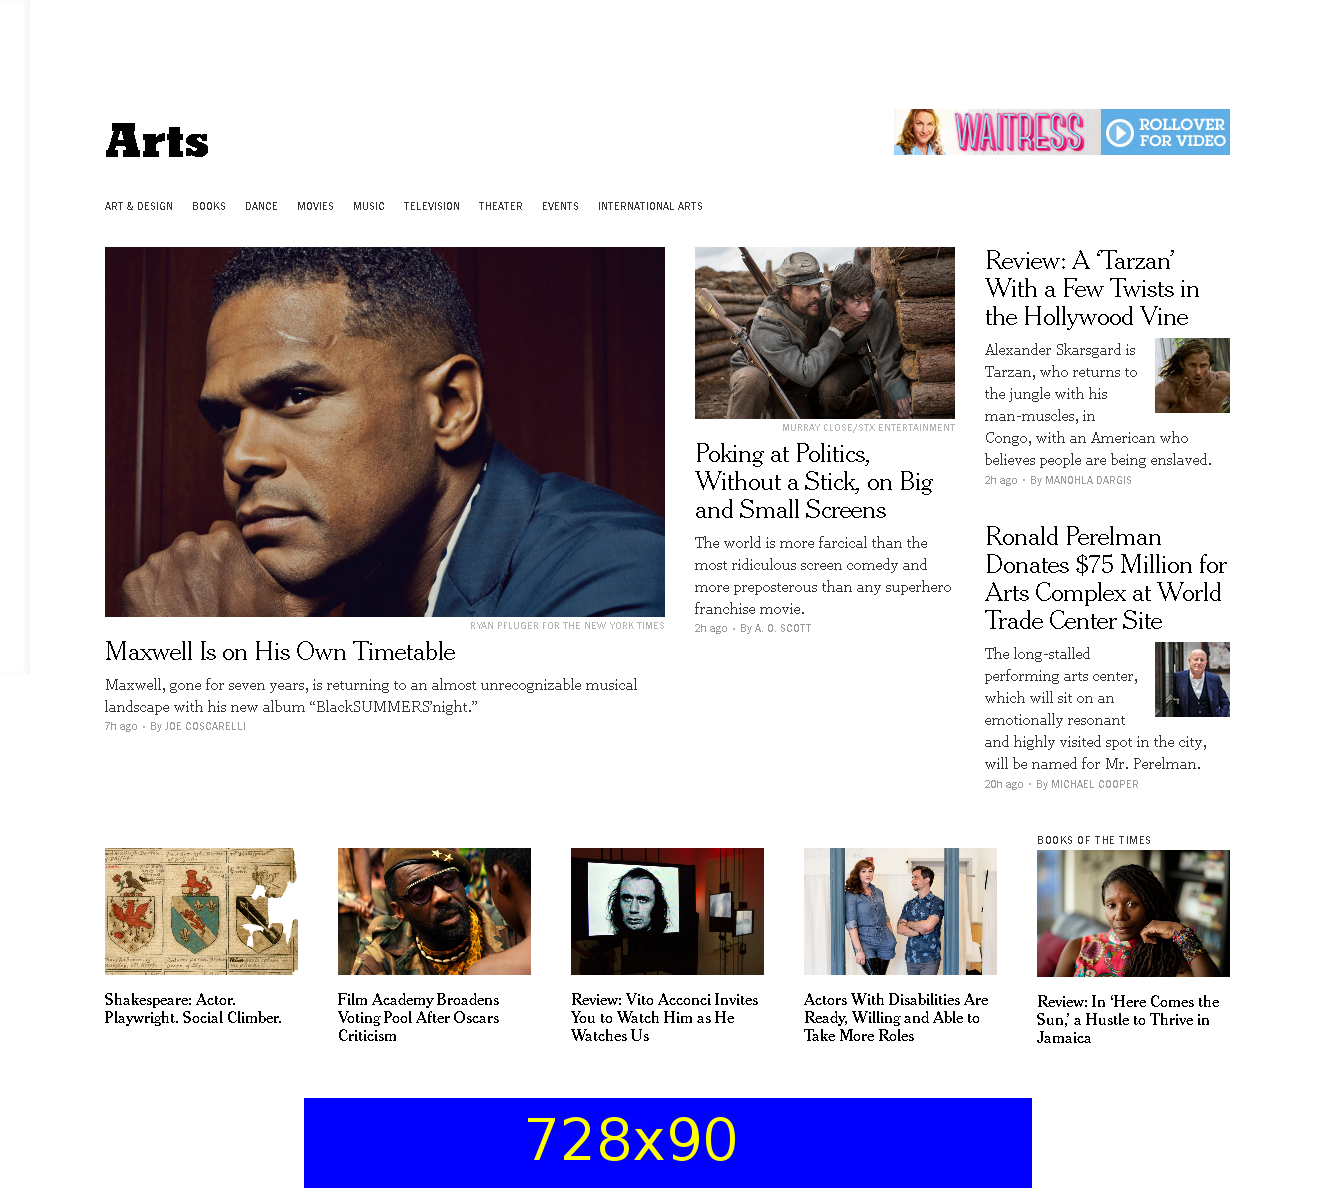 Arts
WAITRESS
ROLLOVER
FOR VIDEO
ART & DESIGN BOOKS DANCE MOVIES MUSIC TELEVISION THEATER EVENTS INTERNATIONAL ARTS
RYAN PFLUGER FOR THE NEW YORK TIMES
Maxwell Is on His Own Timetable
Maxwell, gone for seven years, is returning to an almost unrecognizable musical
landscape with his new album “BlackSUMMERS’night.”
7h ago • By JOE COSCARELLI
MURRAY CLOSE/STX ENTERTAINMENT
Poking at Politics,
Without a Stick, on Big
and Small Screens
The world is more farcical than the
most ridiculous screen comedy and
more preposterous than any superhero
franchise movie.
2h ago • By A. O. SCOTT
Review: A ‘Tarzan’
With a Few Twists in
the Hollywood Vine
Alexander Skarsgard is
Tarzan, who returns to
the jungle with his
man-muscles, in
Congo, with an American who
believes people are being enslaved.
2h ago • By MANOHLA DARGIS
Ronald Perelman
Donates $75 Million for
Arts Complex at World
Trade Center Site
The long-stalled
performing arts center,
which will sit on an
emotionally resonant
and highly visited spot in the city,
will be named for Mr. Perelman.
20h ago • By MICHAEL COOPER
Shakespeare: Actor.
Playwright. Social Climber.
Film Academy Broadens
Voting Pool After Oscars
Criticism
Review: Vito Acconci Invites
You to Watch Him as He
Watches Us
Actors With Disabilities Are
Ready, Willing and Able to
Take More Roles
BOOKS OF THE TIMES
Review: In ‘Here Comes the
Sun,’ a Hustle to Thrive in
Jamaica
728x90